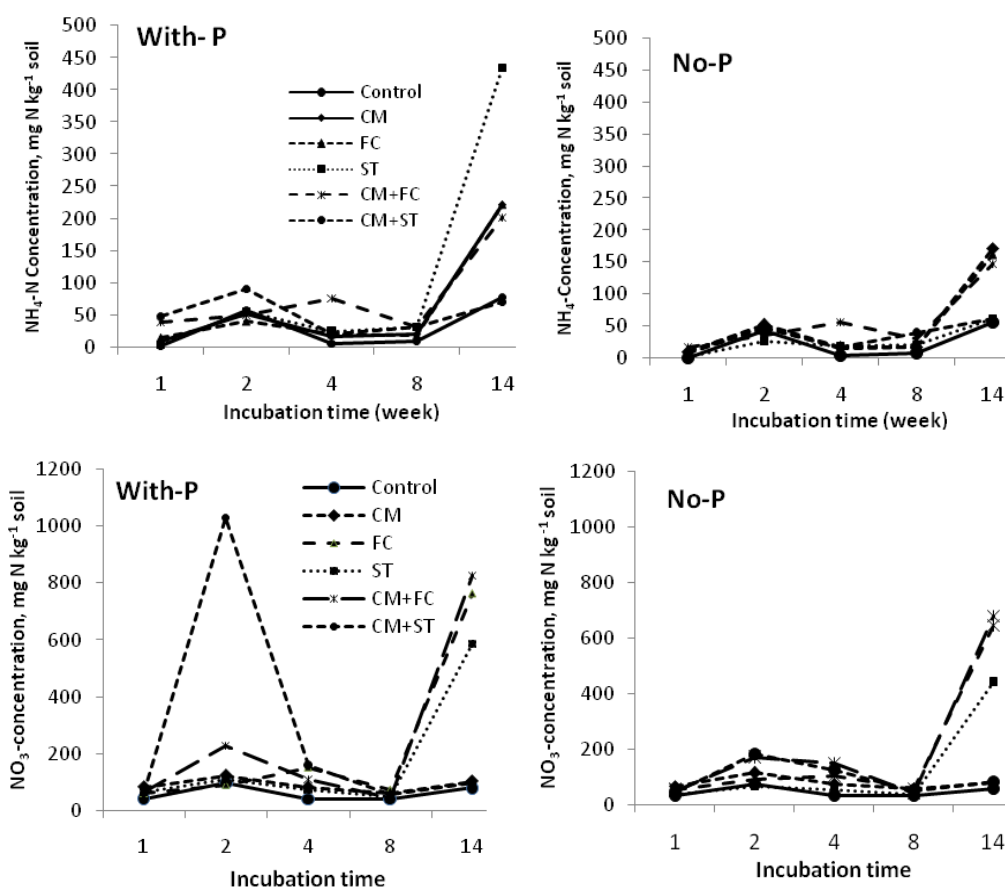 With- P
NH₄-N Concentration, mg N kg⁻¹ soil
500
450
400
350
300
250
200
150
100
50
0
Control
CM
FC
ST
CM+FC
CM+ST
1 2 4 8 14
Incubation time (week)
No-P
NH₄-Concentration, mg N kg⁻¹ soil
500
450
400
350
300
250
200
150
100
50
0
1 2 4 8 14
Incubation time (week)
With-P
NO₃-concentration, mg N kg⁻¹ soil
1200
1000
800
600
400
200
0
Control
CM
FC
ST
CM+FC
CM+ST
1 2 4 8 14
Incubation time
No-P
NO₃-concentration, mg N kg⁻¹ soil
1200
1000
800
600
400
200
0
1 2 4 8 14
Incubation time